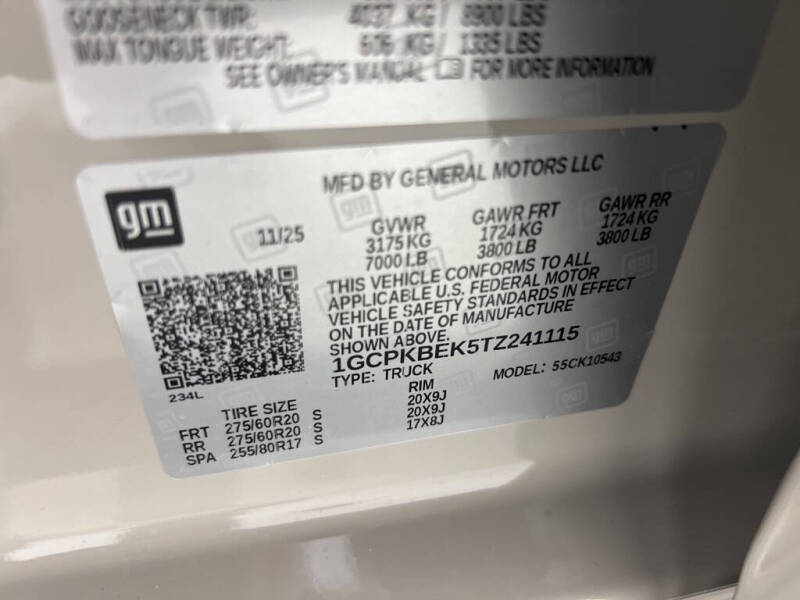 GOOSENECK TWR: 4037 KG / 8900 LBS
MAX TONGUE WEIGHT: 606 KG / 1335 LBS
SEE OWNER'S MANUAL FOR MORE INFORMATION
MFD BY GENERAL MOTORS LLC
gm
11/25
GVWR GAWR FRT GAWR RR
3175 KG 1724 KG 1724 KG
7000 LB 3800 LB 3800 LB
THIS VEHICLE CONFORMS TO ALL
APPLICABLE U.S. FEDERAL MOTOR
VEHICLE SAFETY STANDARDS IN EFFECT
ON THE DATE OF MANUFACTURE
SHOWN ABOVE.
1GCPKBEK5TZ241115
TYPE: TRUCK MODEL: 55CK10543
234L
TIRE SIZE RIM
FRT 275/60R20 S 20X9J
RR 275/60R20 S 20X9J
SPA 255/80R17 S 17X8J